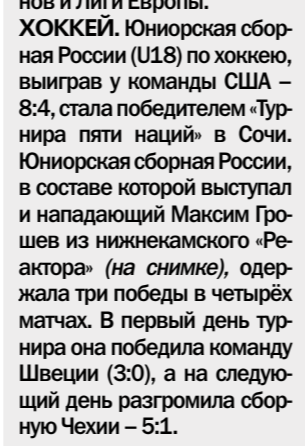 нов и Лиги Европы.
ХОККЕЙ. Юниорская сбор-
ная России (U18) по хоккею,
выиграв у команды США –
8:4, стала победителем «Тур-
нира пяти наций» в Сочи.
Юниорская сборная России,
в составе которой выступал
и нападающий Максим Гро-
шев из нижнекамского «Ре-
актора» (на снимке), одер-
жала три победы в четырёх
матчах. В первый день тур-
нира она победила команду
Швеции (3:0), а на следую-
щий день разгромила сбор-
ную Чехии – 5:1.